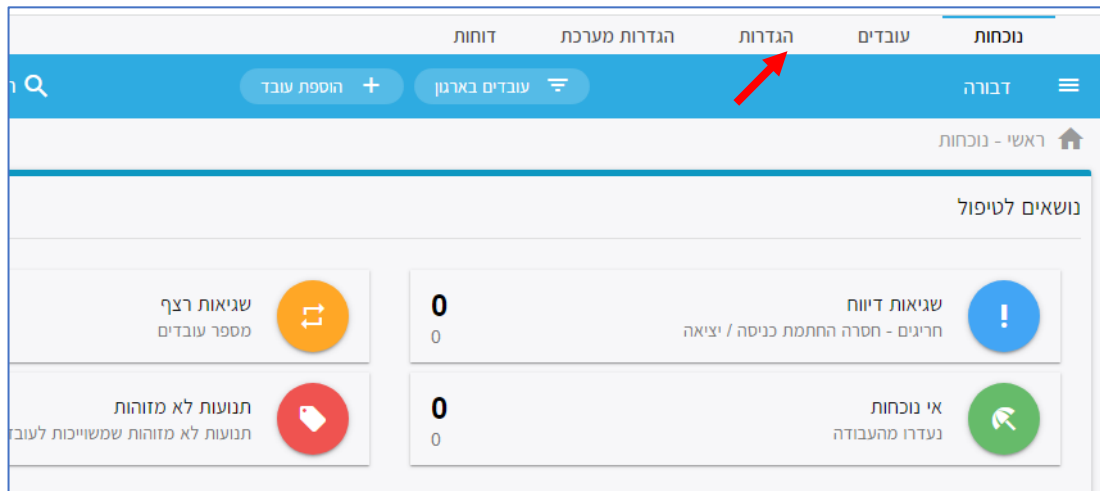 נוכחות עובדים הגדרות הגדרות מערכת דוחות
דבורה עובדים בארגון + הוספת עובד
ראשי - נוכחות
נושאים לטיפול
שגיאות דיווח 0
חריגים - חסרה החתמת כניסה / יציאה 0
שגיאות רצף
מספר עובדים
אי נוכחות 0
נעדרו מהעבודה 0
תנועות לא מזוהות
תנועות לא מזוהות שמשוייכות